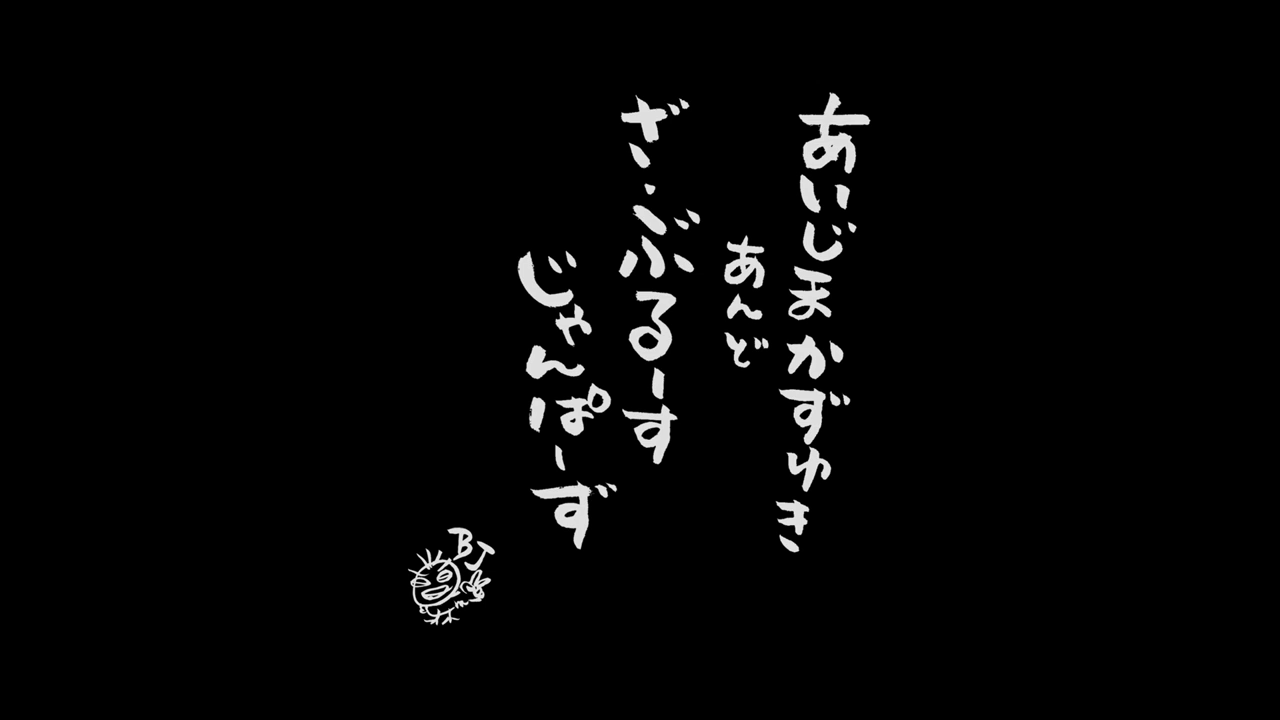 あいじまかずゆき
あんど
ざ・ぶるーす
じゃんぱーず
BJ